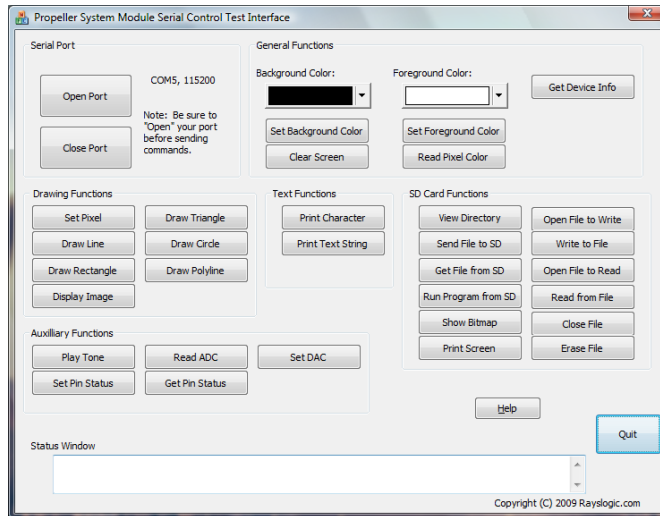 Propeller System Module Serial Control Test Interface
Serial Port
General Functions
Open Port
COM5, 115200
Background Color:
Foreground Color:
Get Device Info
Note: Be sure to
"Open" your port
before sending
commands.
Close Port
Set Background Color
Set Foreground Color
Clear Screen
Read Pixel Color
Drawing Functions
Set Pixel
Draw Triangle
Draw Line
Draw Circle
Draw Rectangle
Draw Polyline
Display Image
Text Functions
Print Character
Print Text String
SD Card Functions
View Directory
Open File to Write
Send File to SD
Write to File
Get File from SD
Open File to Read
Run Program from SD
Read from File
Show Bitmap
Close File
Print Screen
Erase File
Auxilliary Functions
Play Tone
Read ADC
Set DAC
Set Pin Status
Get Pin Status
Help
Quit
Status Window
Copyright (C) 2009 Rayslogic.com